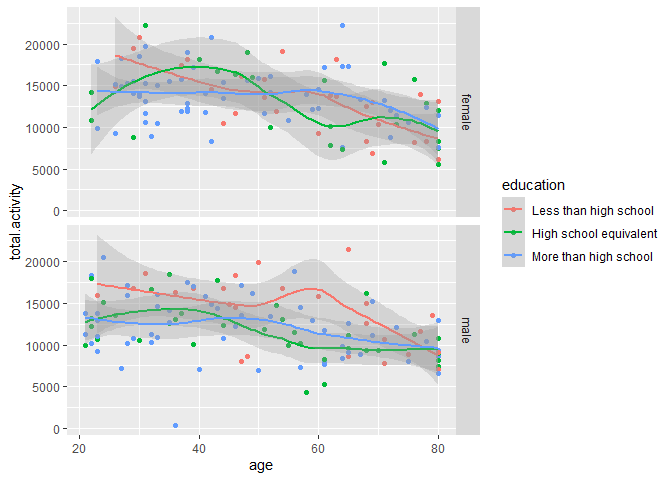 total.activity
20000
15000
10000
5000
0
female
20000
15000
10000
5000
0
male
20
40
60
80
age
education
Less than high school
High school equivalent
More than high school